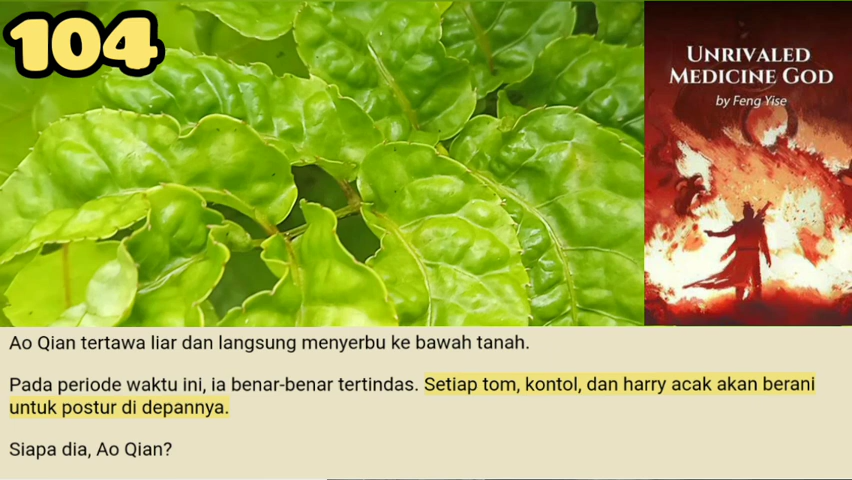 104
UNRIVALED
MEDICINE GOD
by Feng Yise
Ao Qian tertawa liar dan langsung menyerbu ke bawah tanah.
Pada periode waktu ini, ia benar-benar tertindas. Setiap tom, kontol, dan harry acak akan berani
untuk postur di depannya.
Siapa dia, Ao Qian?